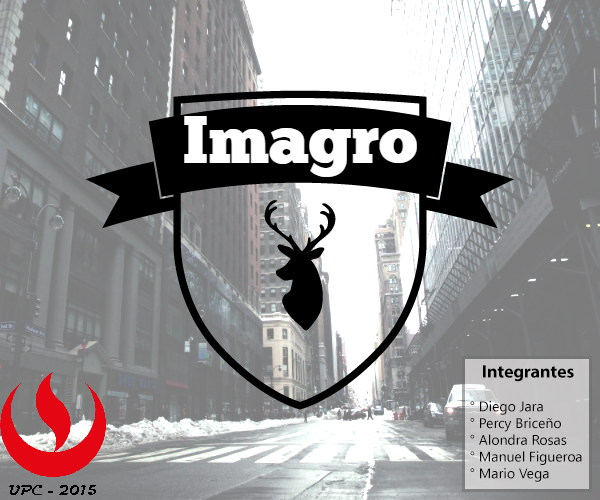 Imagro
Integrantes
° Diego Jara
° Percy Briceño
° Alondra Rosas
° Manuel Figueroa
° Mario Vega
UPC - 2015